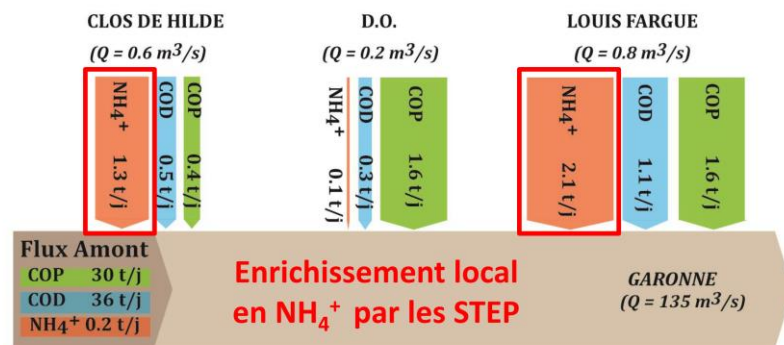 CLOS DE HILDE
(Q = 0.6 m³/s)
NH₄⁺ 1.3 t/j
COD 0.5 t/j
COP 0.4 t/j
D.O.
(Q = 0.2 m³/s)
NH₄⁺ 0.1 t/j
COD 0.3 t/j
COP 1.6 t/j
LOUIS FARGUE
(Q = 0.8 m³/s)
NH₄⁺ 2.1 t/j
COD 1.1 t/j
COP 1.6 t/j
Flux Amont
COP 30 t/j
COD 36 t/j
NH₄⁺ 0.2 t/j
Enrichissement local
en NH₄⁺ par les STEP
GARONNE
(Q = 135 m³/s)